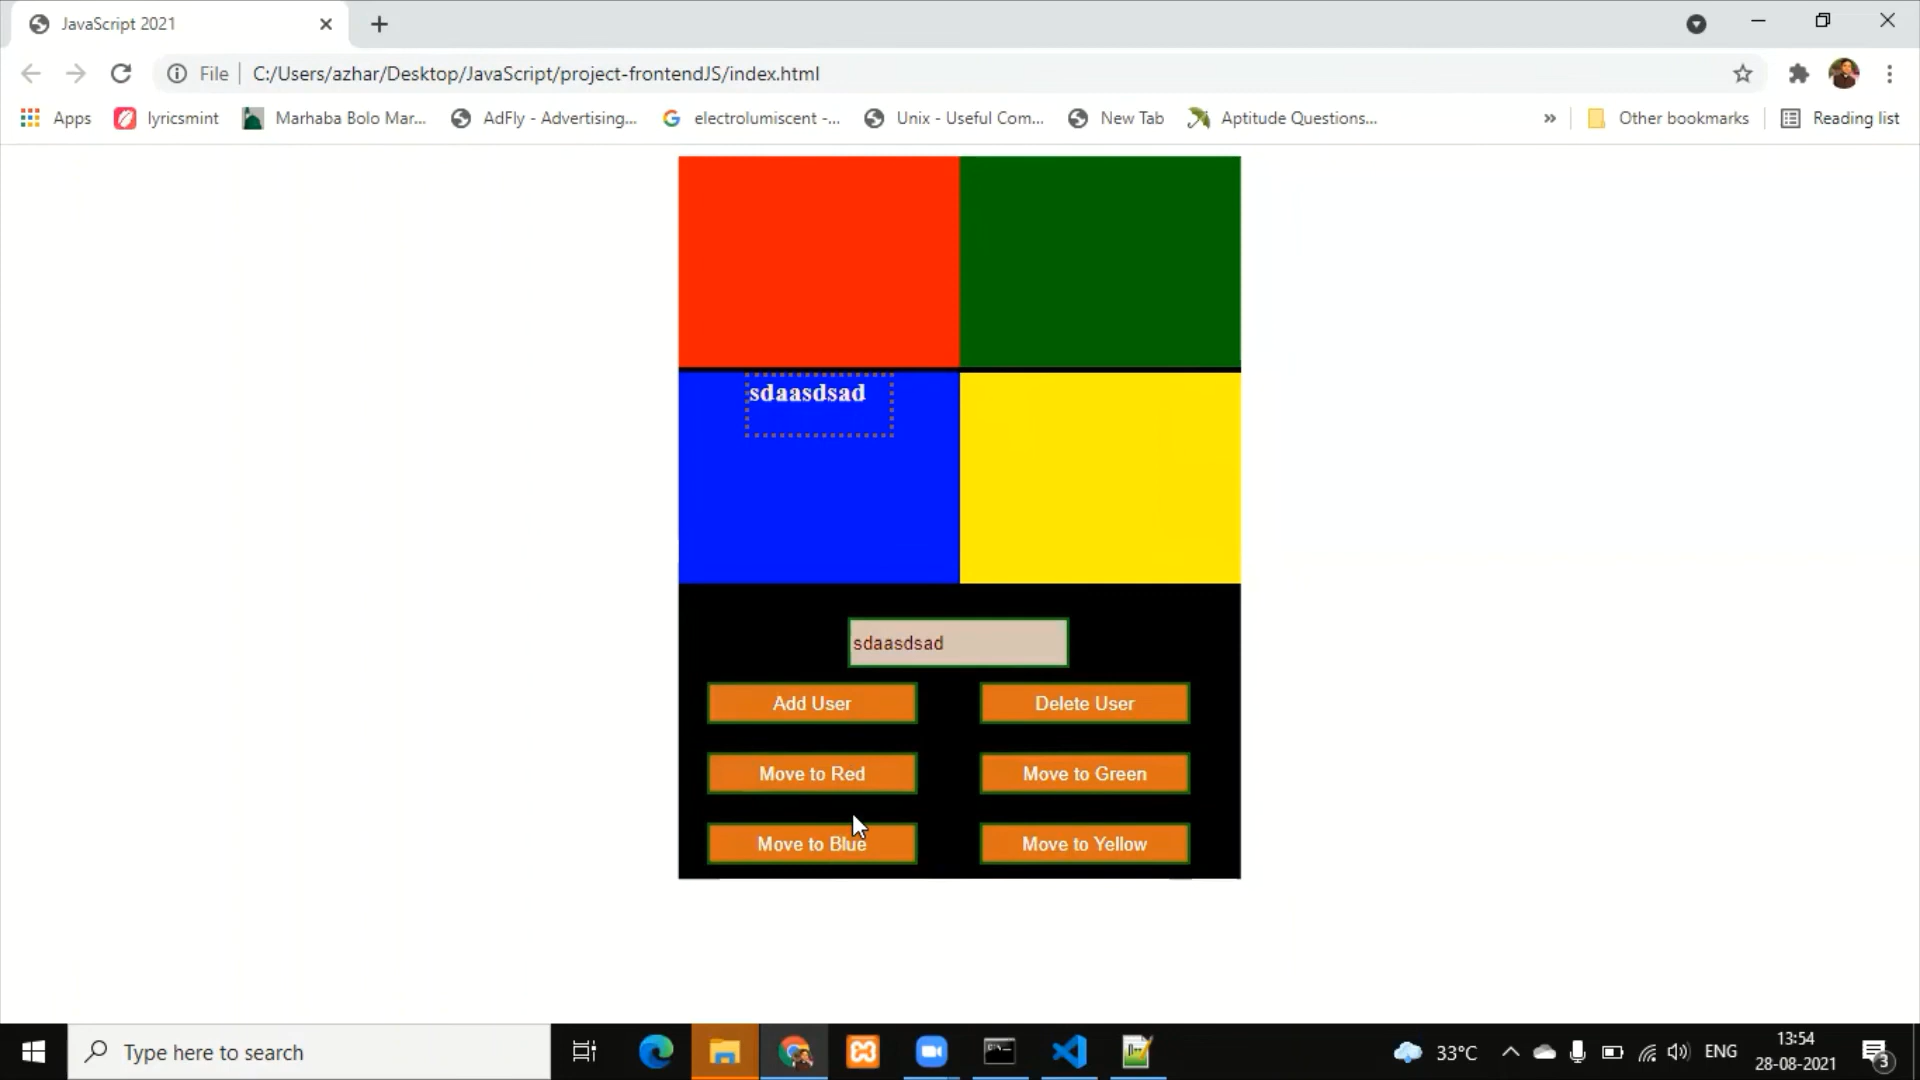 JavaScript 2021
File C:/Users/azhar/Desktop/JavaScript/project-frontendJS/index.html
Apps lyricsmint Marhaba Bolo Mar... AdFly - Advertising... electrolumiscent -... Unix - Useful Com... New Tab Aptitude Questions... » Other bookmarks Reading list
sdaasdsad
sdaasdsad
Add User Delete User
Move to Red Move to Green
Move to Blue Move to Yellow
Type here to search 33°C ENG 13:54
28-08-2021 3